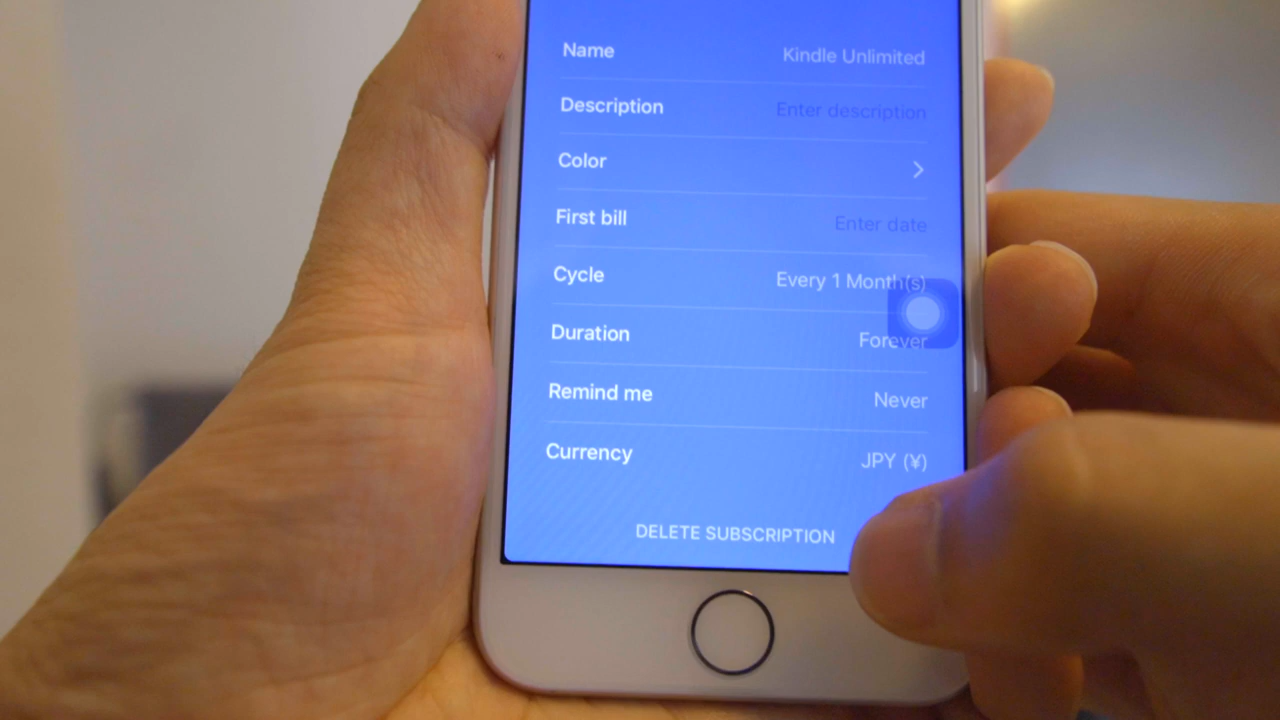 Name Kindle Unlimited
Description Enter description
Color
First bill Enter date
Cycle Every 1 Month(s)
Duration Forever
Remind me Never
Currency JPY (¥)
DELETE SUBSCRIPTION